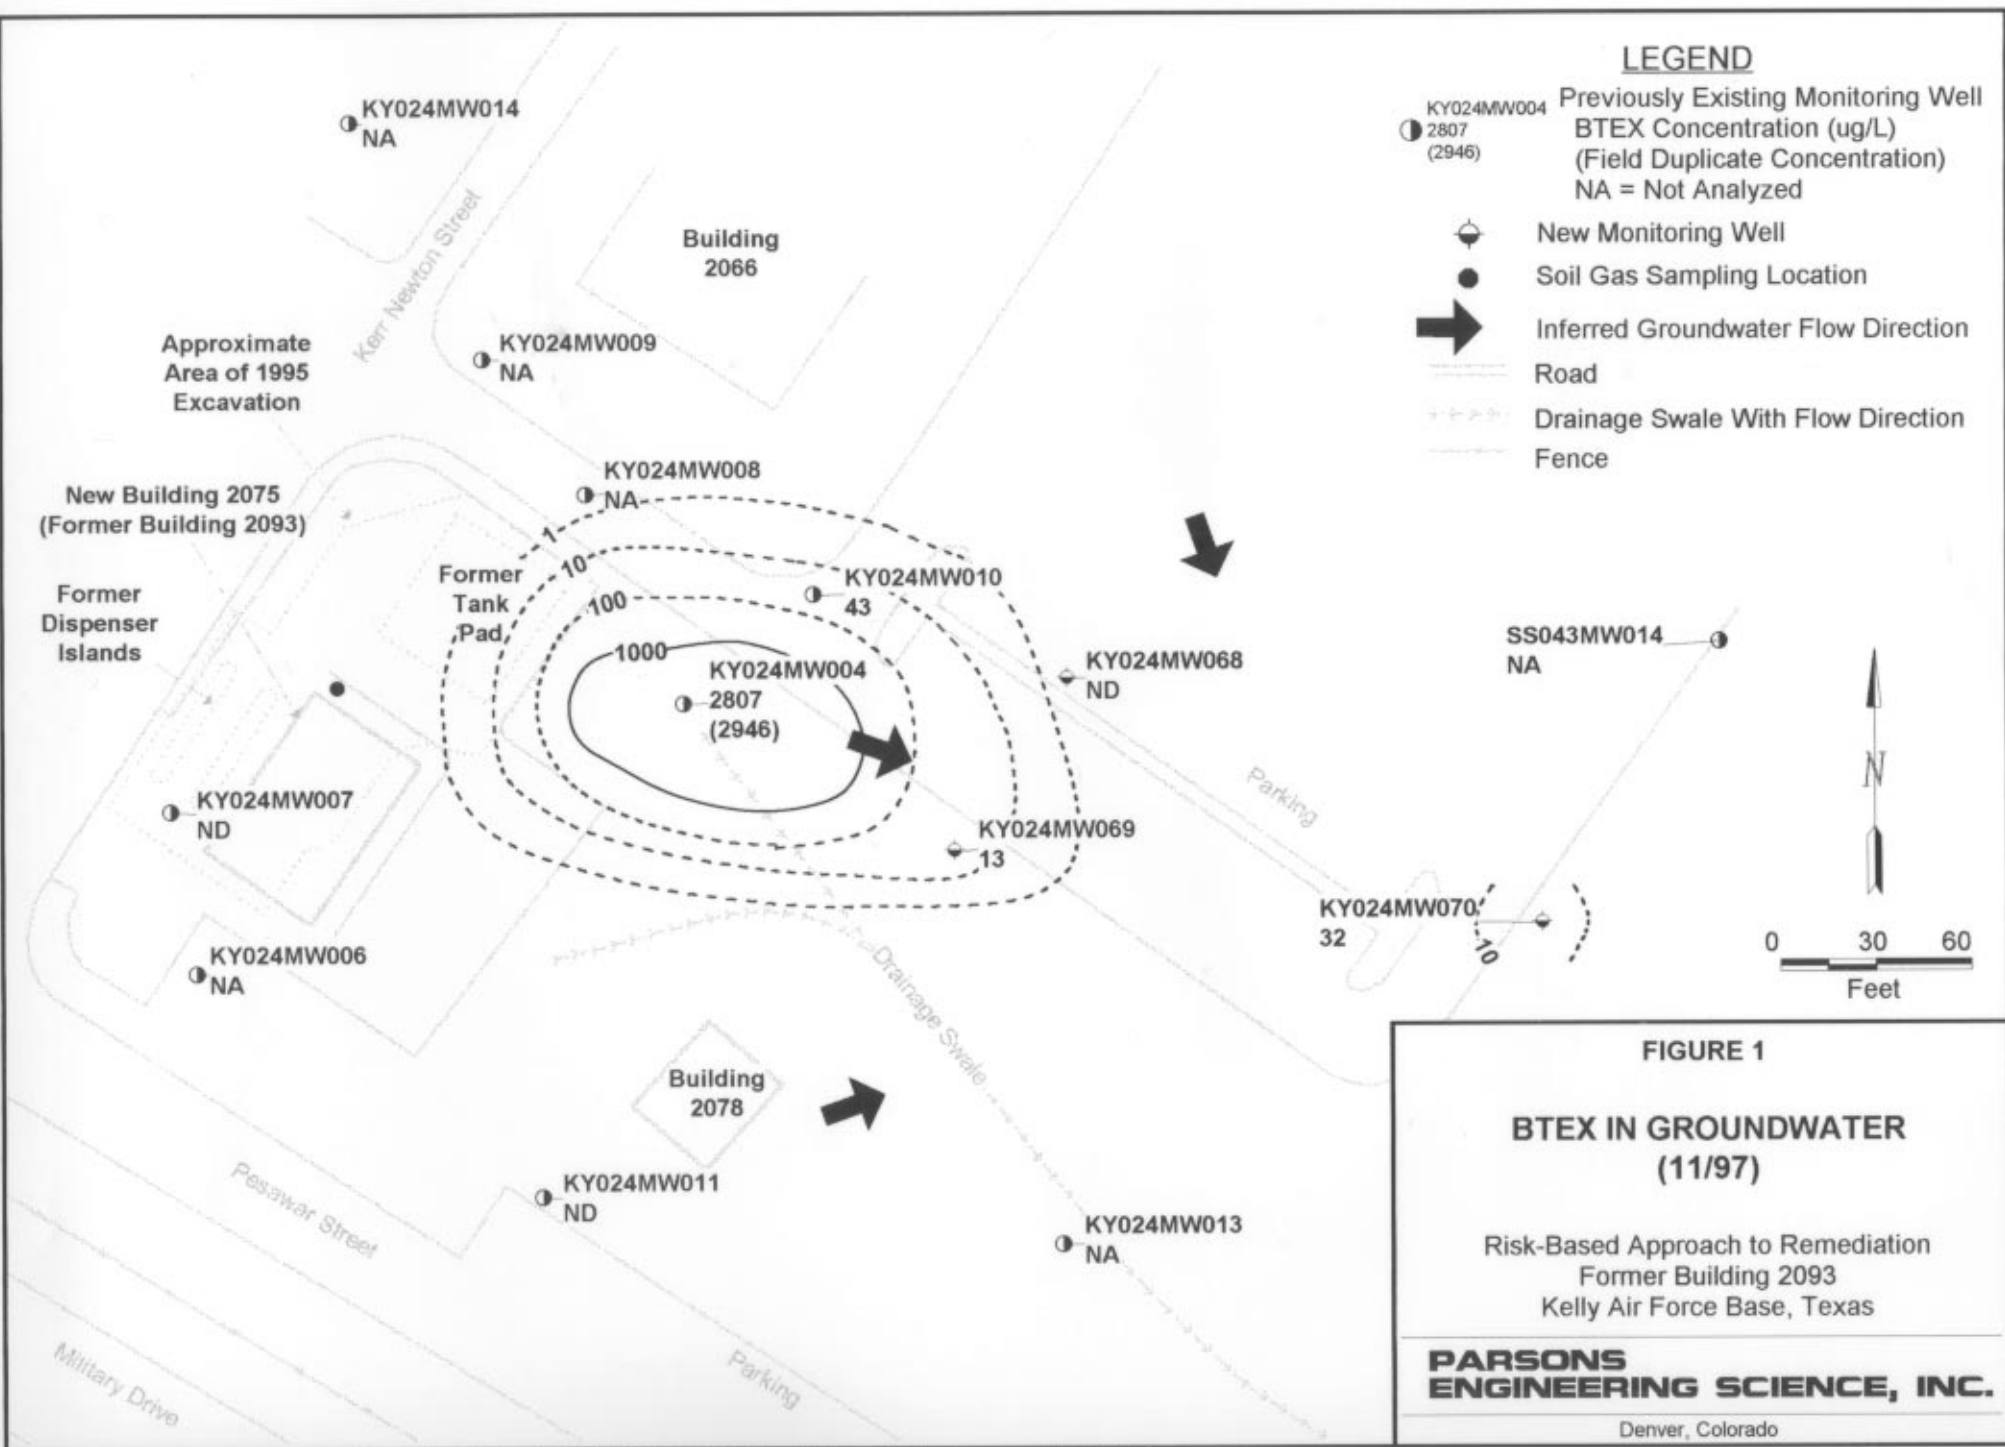 LEGEND
KY024MW004
2807
(2946)
Previously Existing Monitoring Well
BTEX Concentration (ug/L)
(Field Duplicate Concentration)
NA = Not Analyzed
New Monitoring Well
Soil Gas Sampling Location
Inferred Groundwater Flow Direction
Road
Drainage Swale With Flow Direction
Fence
KY024MW014
NA
Kerr Newton Street
Building
2066
KY024MW009
NA
Approximate
Area of 1995
Excavation
KY024MW008
NA
New Building 2075
(Former Building 2093)
Former
Dispenser
Islands
Former
Tank
Pad
1
10
100
1000
KY024MW010
43
KY024MW004
2807
(2946)
KY024MW068
ND
SS043MW014
NA
N
Parking
KY024MW007
ND
KY024MW069
13
KY024MW070
32
10
0 30 60
Feet
KY024MW006
NA
Drainage Swale
Building
2078
KY024MW011
ND
KY024MW013
NA
Pesawar Street
Military Drive
Parking
FIGURE 1
BTEX IN GROUNDWATER
(11/97)
Risk-Based Approach to Remediation
Former Building 2093
Kelly Air Force Base, Texas
PARSONS
ENGINEERING SCIENCE, INC.
Denver, Colorado